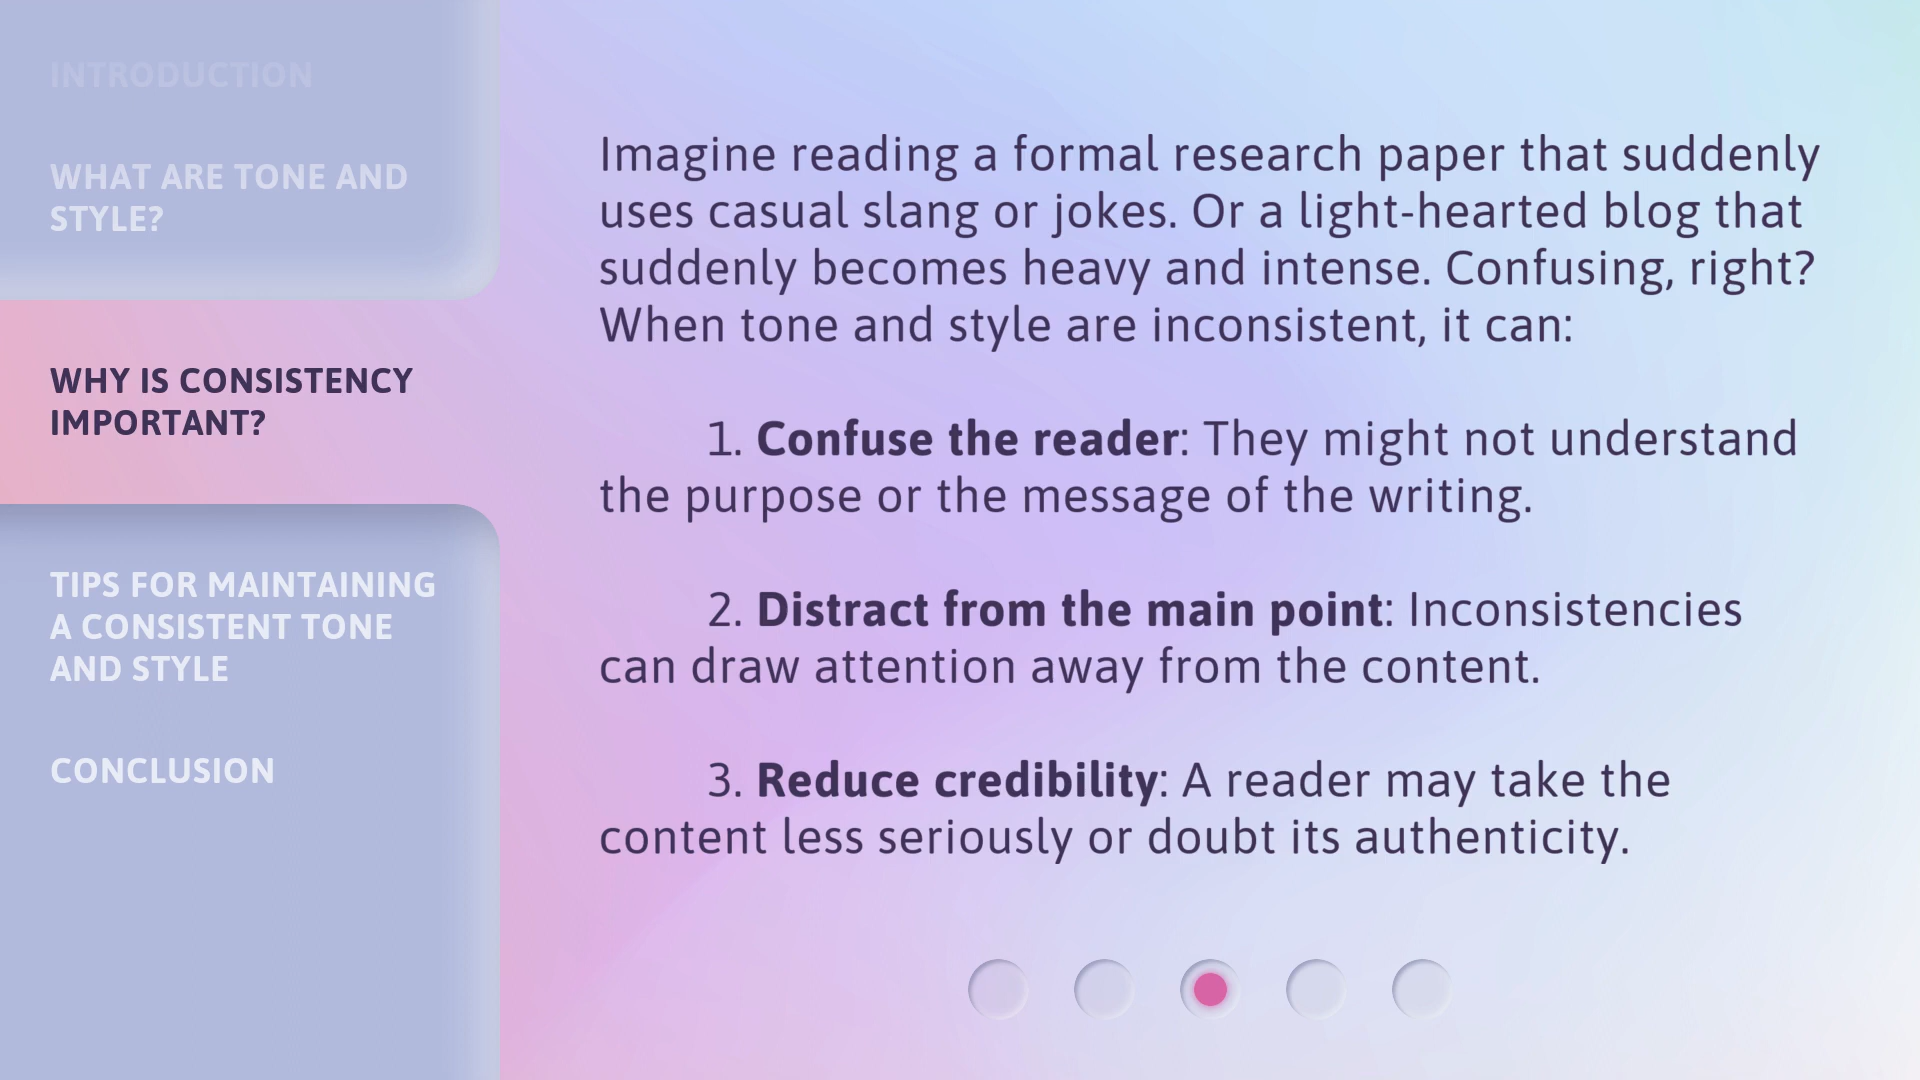 INTRODUCTION
WHAT ARE TONE AND
STYLE?
WHY IS CONSISTENCY
IMPORTANT?
TIPS FOR MAINTAINING
A CONSISTENT TONE
AND STYLE
CONCLUSION
Imagine reading a formal research paper that suddenly
uses casual slang or jokes. Or a light-hearted blog that
suddenly becomes heavy and intense. Confusing, right?
When tone and style are inconsistent, it can:
1. Confuse the reader: They might not understand
the purpose or the message of the writing.
2. Distract from the main point: Inconsistencies
can draw attention away from the content.
3. Reduce credibility: A reader may take the
content less seriously or doubt its authenticity.